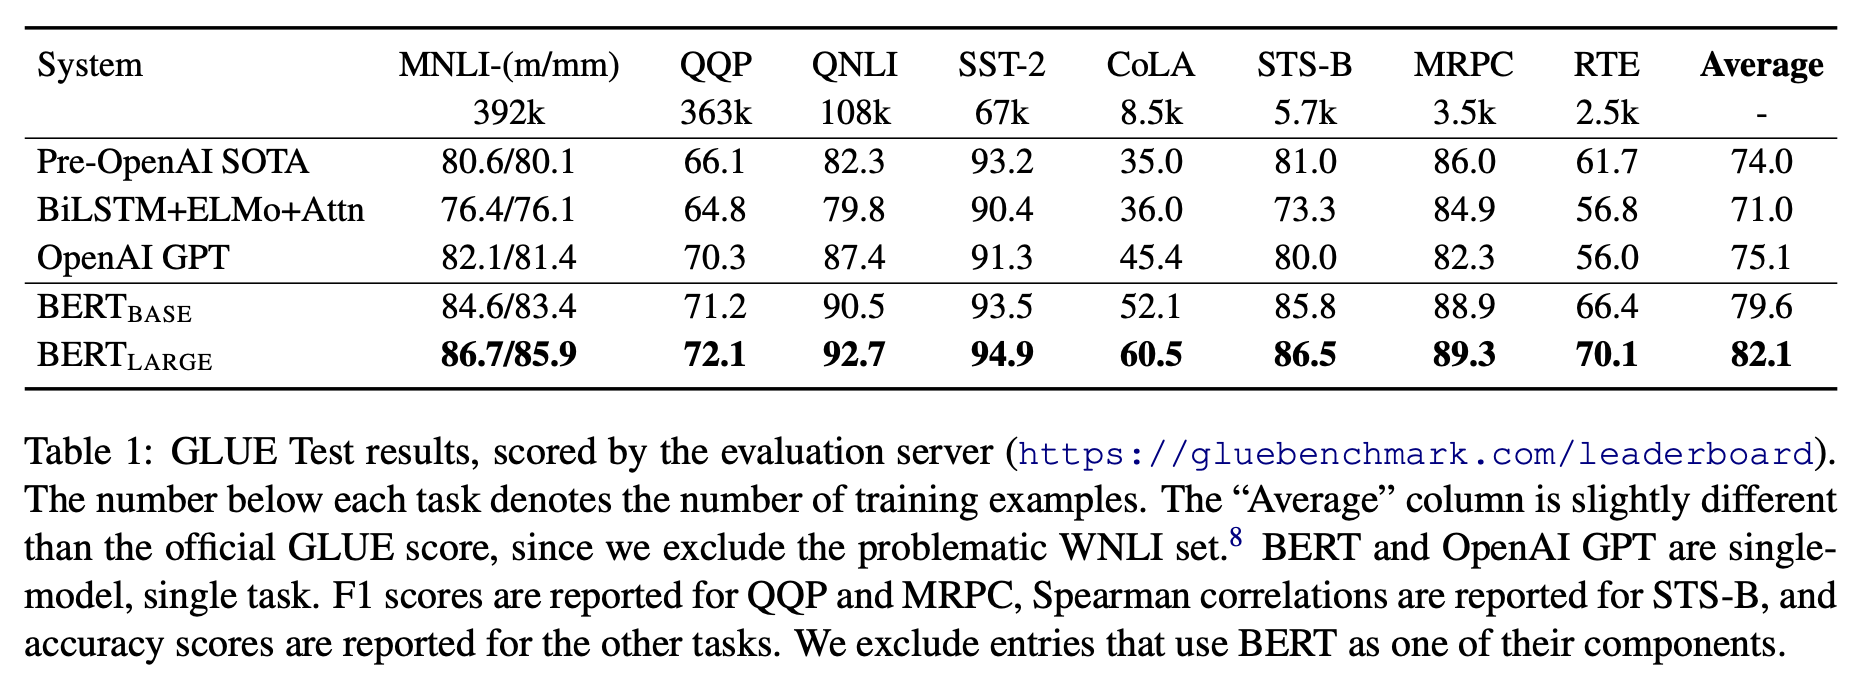 System MNLI-(m/mm) QQP QNLI SST-2 CoLA STS-B MRPC RTE Average
392k 363k 108k 67k 8.5k 5.7k 3.5k 2.5k -
Pre-OpenAI SOTA 80.6/80.1 66.1 82.3 93.2 35.0 81.0 86.0 61.7 74.0
BiLSTM+ELMo+Attn 76.4/76.1 64.8 79.8 90.4 36.0 73.3 84.9 56.8 71.0
OpenAI GPT 82.1/81.4 70.3 87.4 91.3 45.4 80.0 82.3 56.0 75.1
BERTBASE 84.6/83.4 71.2 90.5 93.5 52.1 85.8 88.9 66.4 79.6
BERTLARGE 86.7/85.9 72.1 92.7 94.9 60.5 86.5 89.3 70.1 82.1
Table 1: GLUE Test results, scored by the evaluation server (https://gluebenchmark.com/leaderboard).
The number below each task denotes the number of training examples. The “Average” column is slightly different
than the official GLUE score, since we exclude the problematic WNLI set.8 BERT and OpenAI GPT are single-
model, single task. F1 scores are reported for QQP and MRPC, Spearman correlations are reported for STS-B, and
accuracy scores are reported for the other tasks. We exclude entries that use BERT as one of their components.